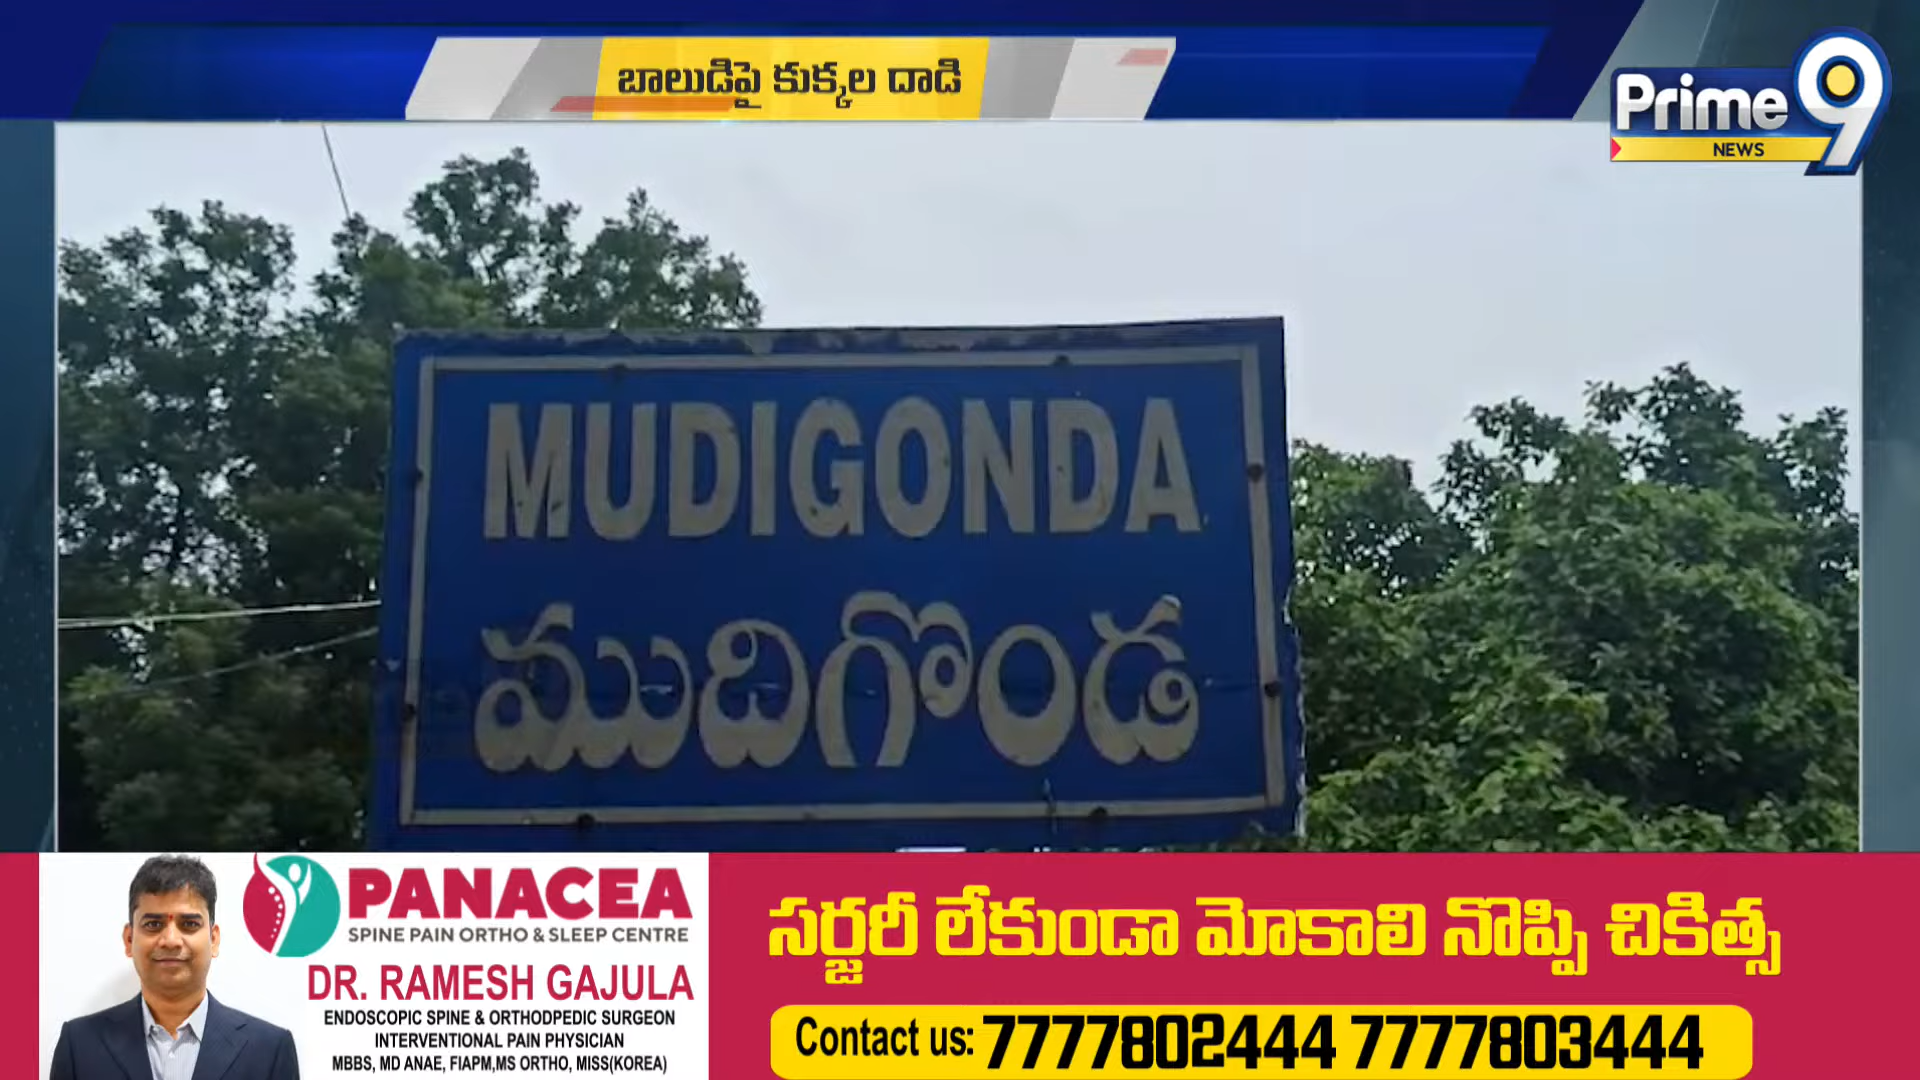 బాలుడిపై కుక్కల దాడి
Prime9
NEWS
MUDIGONDA
ముదిగొండ
PANACEA
SPINE PAIN ORTHO & SLEEP CENTRE
DR. RAMESH GAJULA
ENDOSCOPIC SPINE & ORTHODPEDIC SURGEON
INTERVENTIONAL PAIN PHYSICIAN
MBBS, MD ANAE, FIAPM,MS ORTHO, MISS(KOREA)
సర్జరీ లేకుండా మోకాలి నొప్పి చికిత్స
Contact us: 7777802444 7777803444